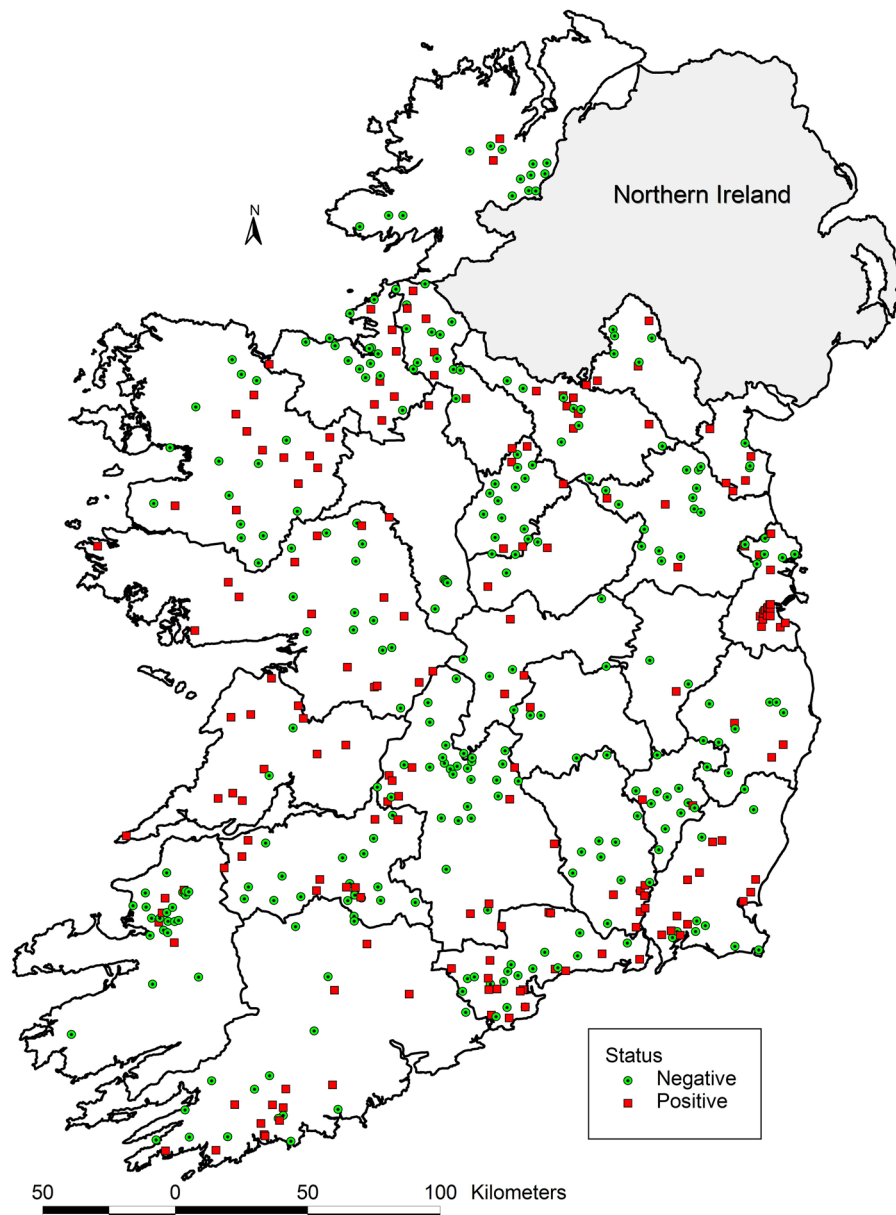 Northern Ireland
N
Status
Negative
Positive
50 0 50 100 Kilometers